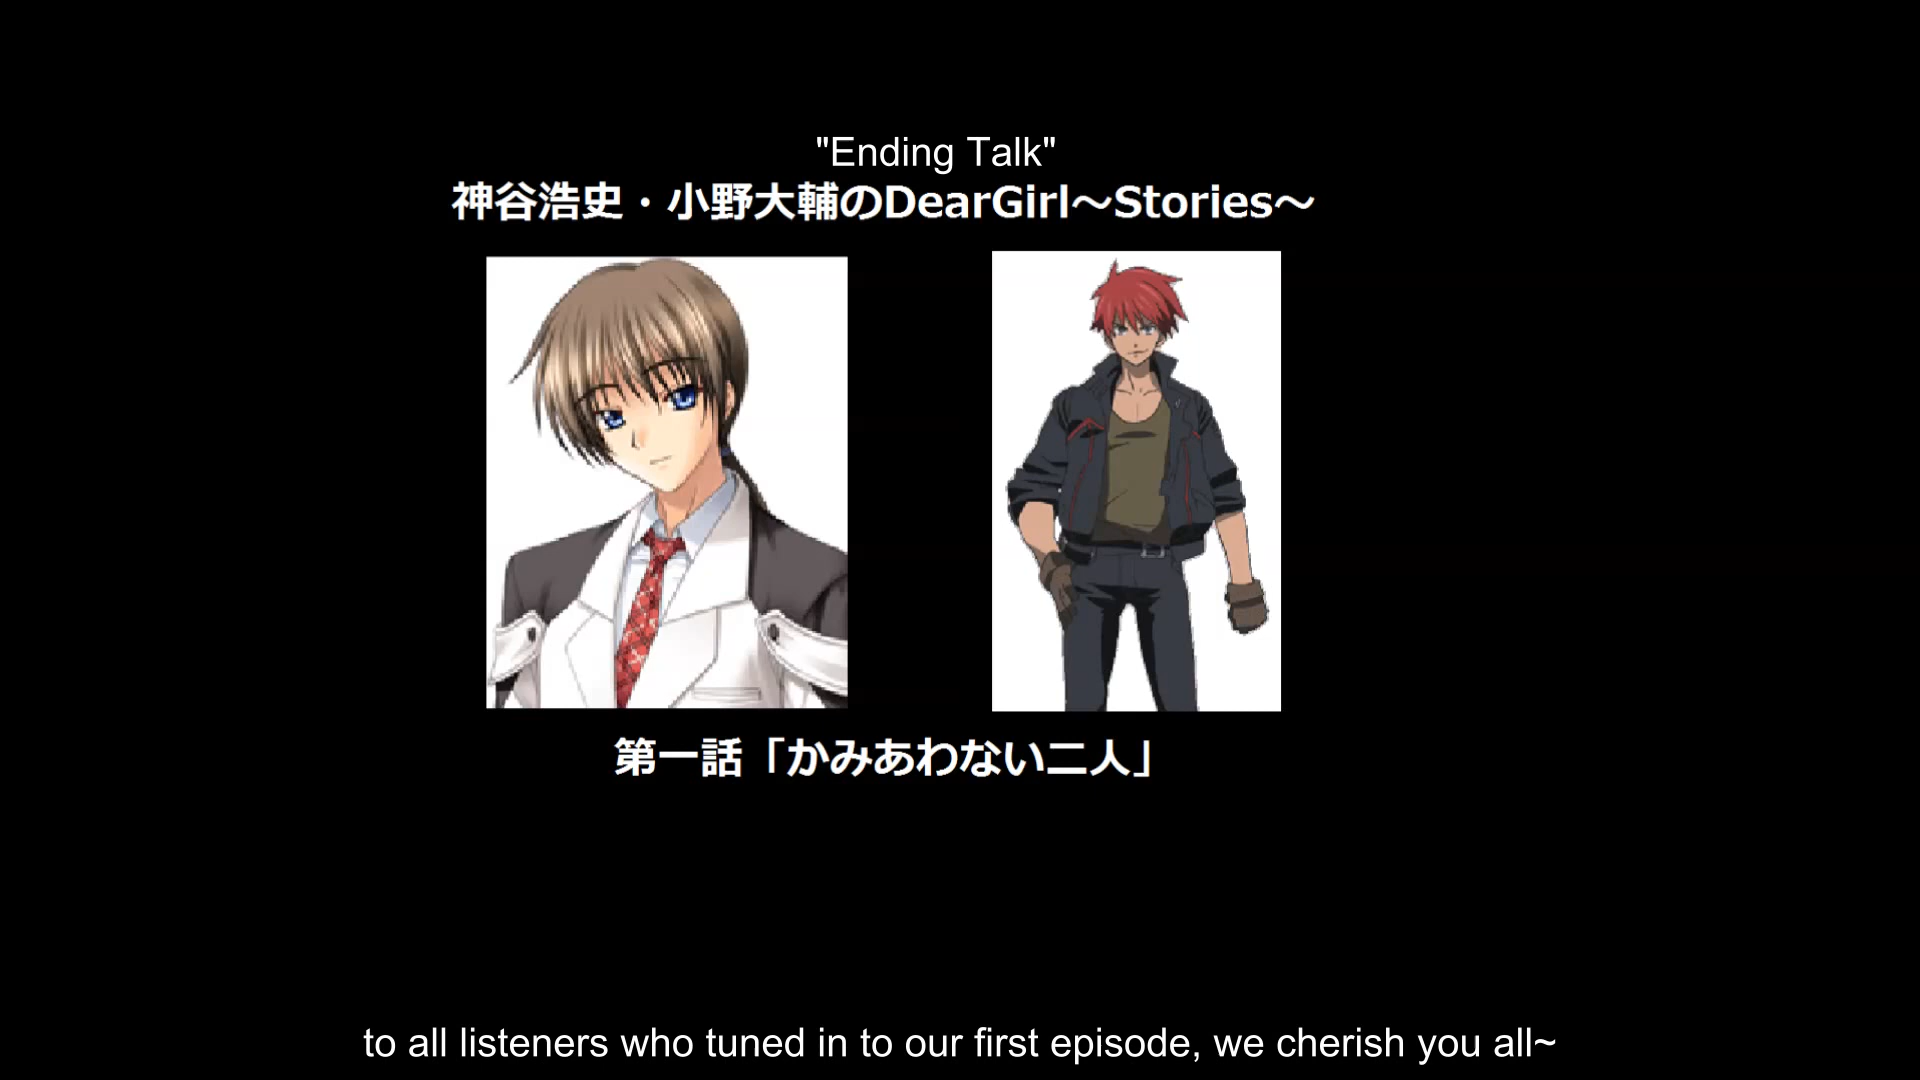 "Ending Talk"
神谷浩史・小野大輔のDearGirl～Stories～
第一話「かみあわない二人」
to all listeners who tuned in to our first episode, we cherish you all~